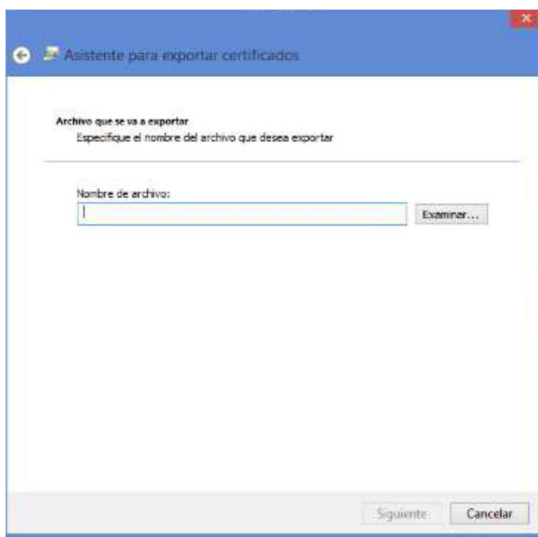 Asistente para exportar certificados
Archivo que se va a exportar
Especifique el nombre del archivo que desea exportar
Nombre de archivo:
Examinar...
Siguiente
Cancelar